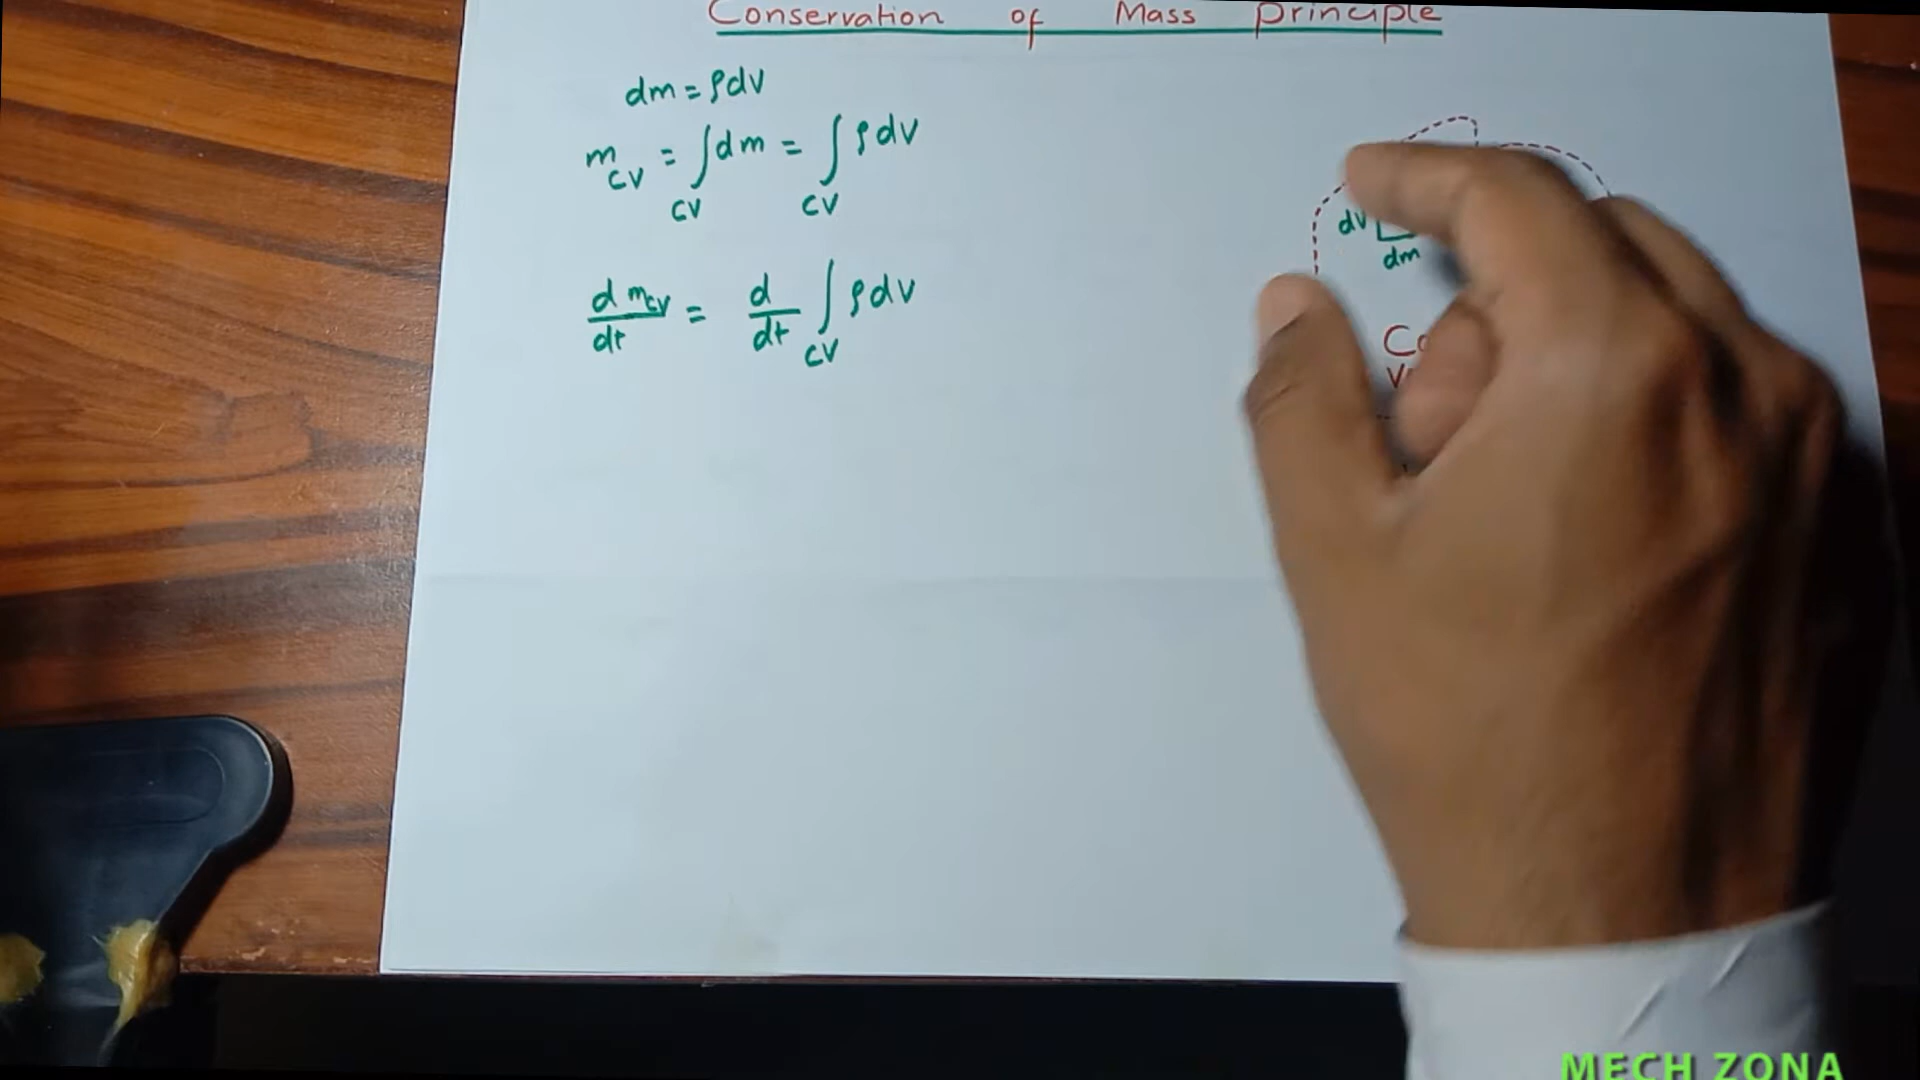 Conservation of Mass principle
dm = ρdV
m_CV = ∫_CV dm = ∫_CV ρdV
dm_CV/dt = d/dt ∫_CV ρdV
dV
dm
MECH ZONA